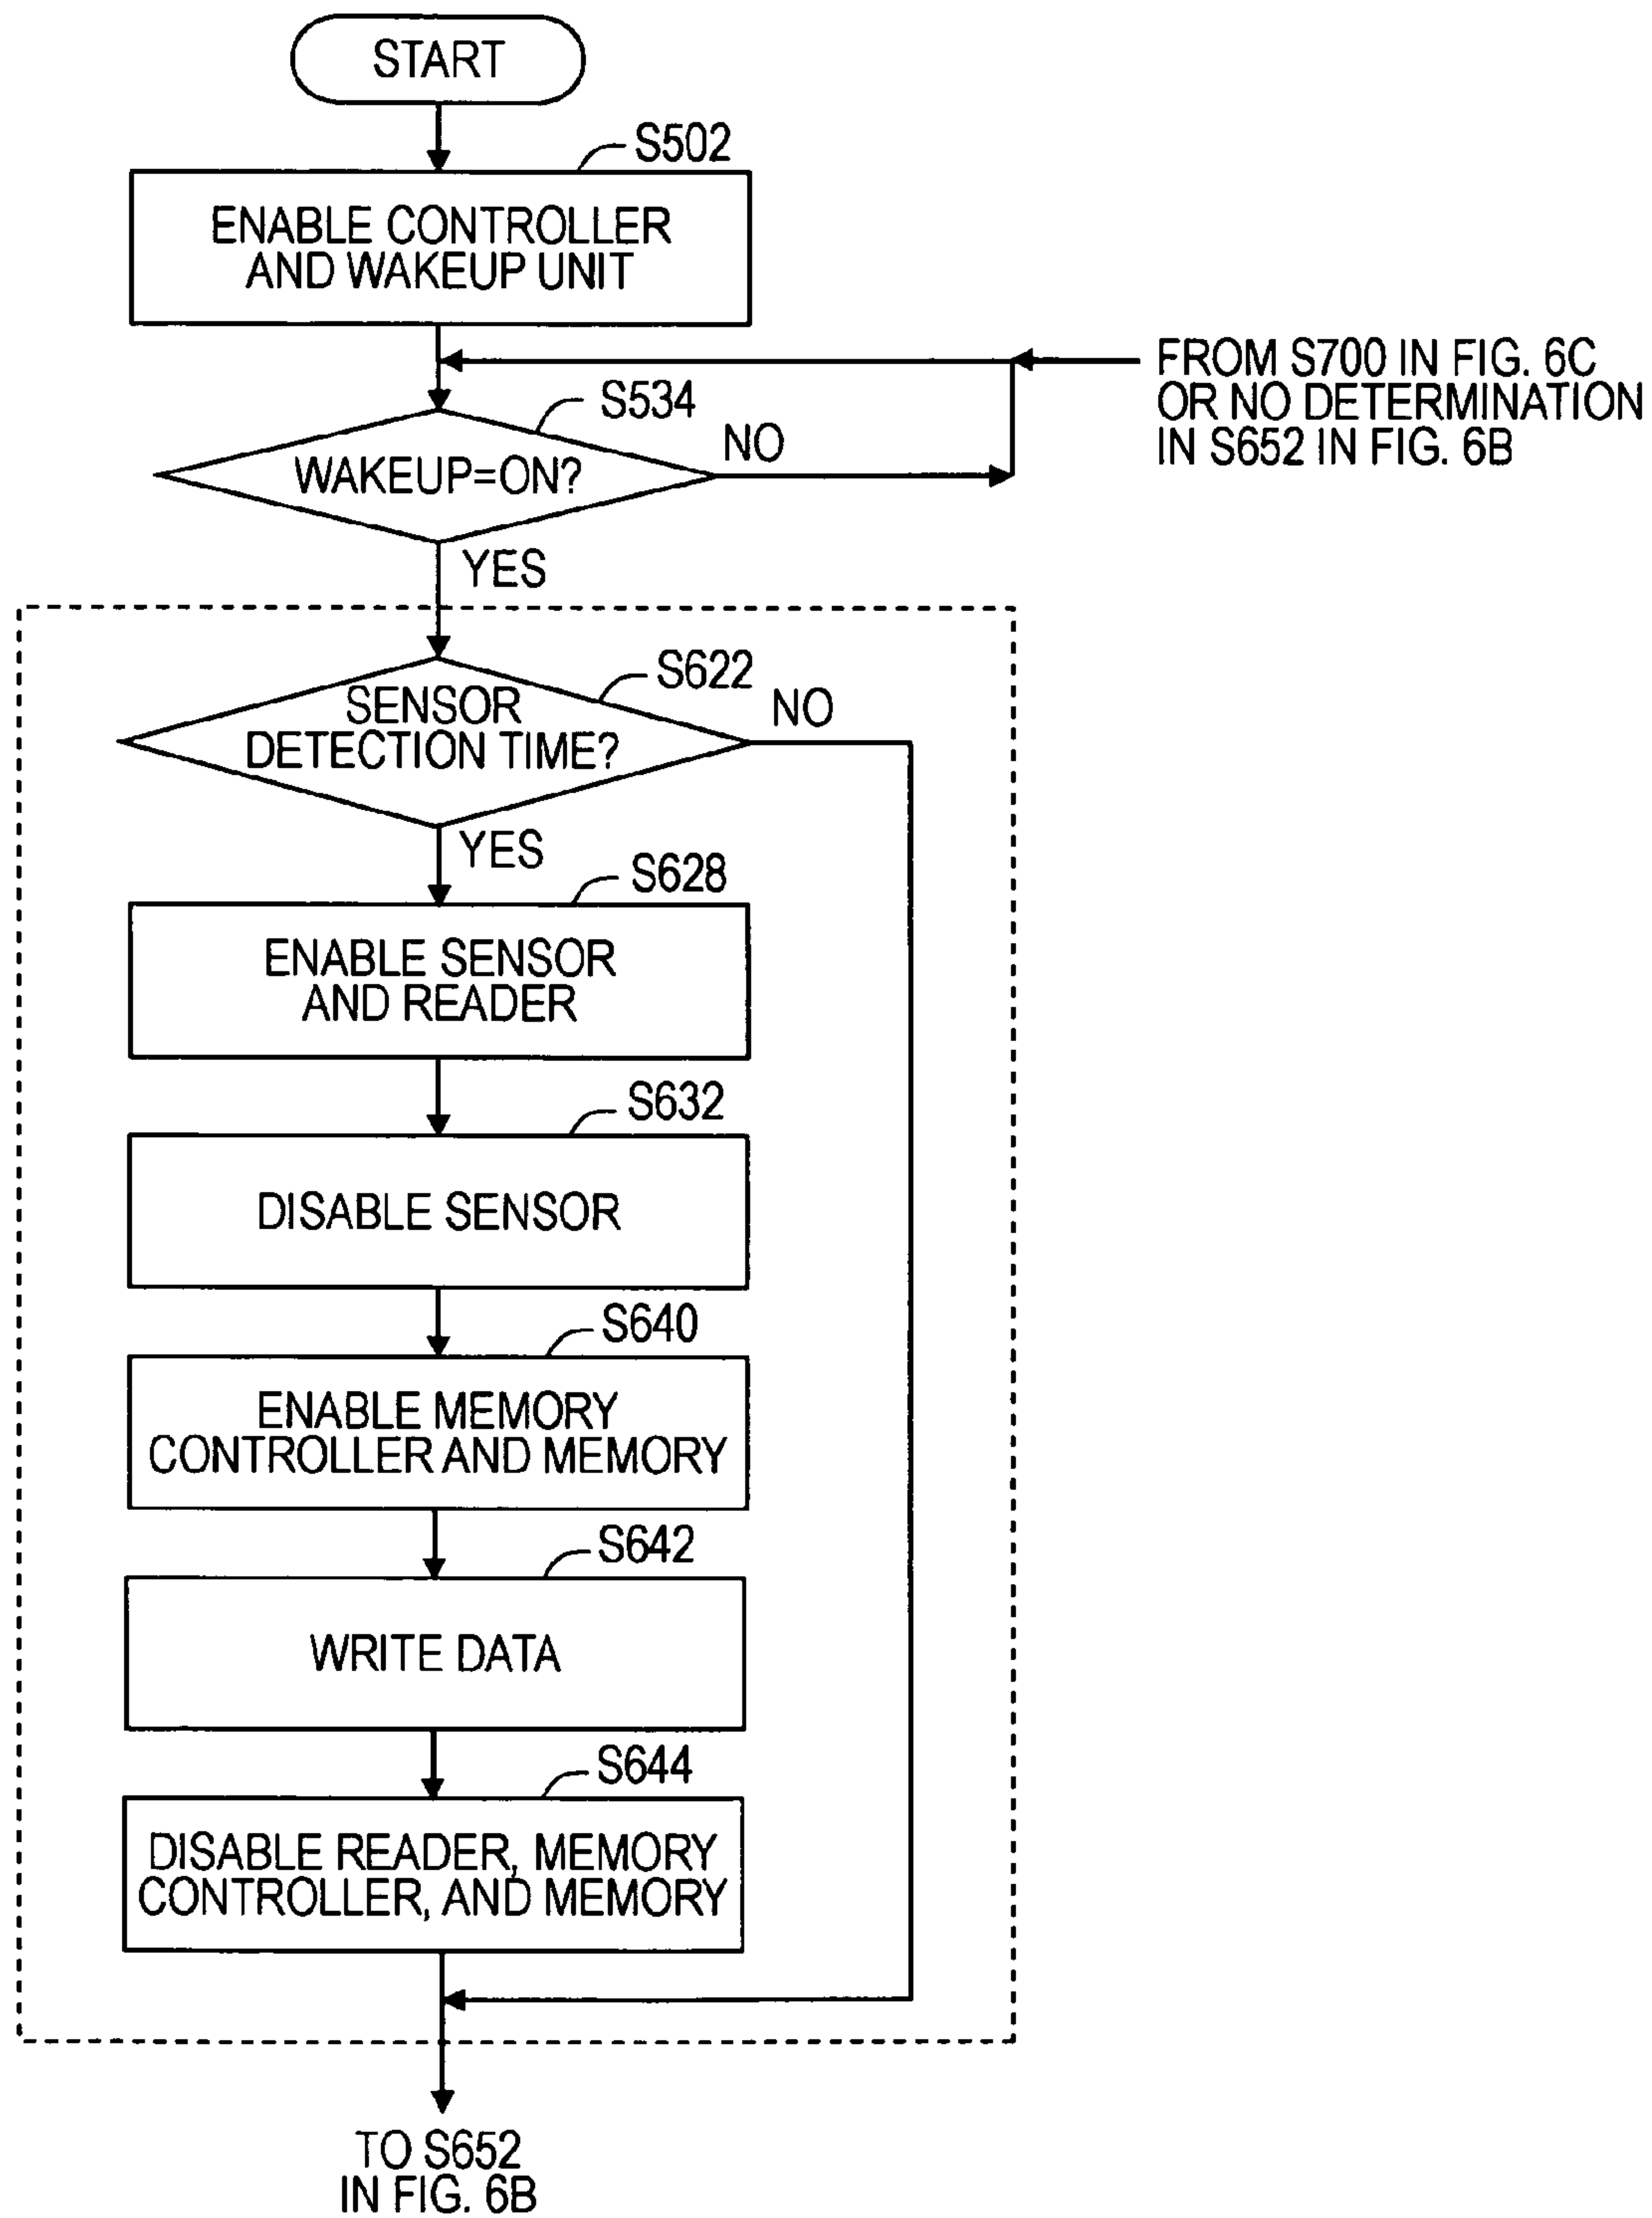 START
S502
ENABLE CONTROLLER
AND WAKEUP UNIT
FROM S700 IN FIG. 6C
OR NO DETERMINATION
IN S652 IN FIG. 6B
S534
WAKEUP=ON?
NO
YES
S622
SENSOR
DETECTION TIME?
NO
YES
S628
ENABLE SENSOR
AND READER
S632
DISABLE SENSOR
S640
ENABLE MEMORY
CONTROLLER AND MEMORY
S642
WRITE DATA
S644
DISABLE READER, MEMORY
CONTROLLER, AND MEMORY
TO S652
IN FIG. 6B